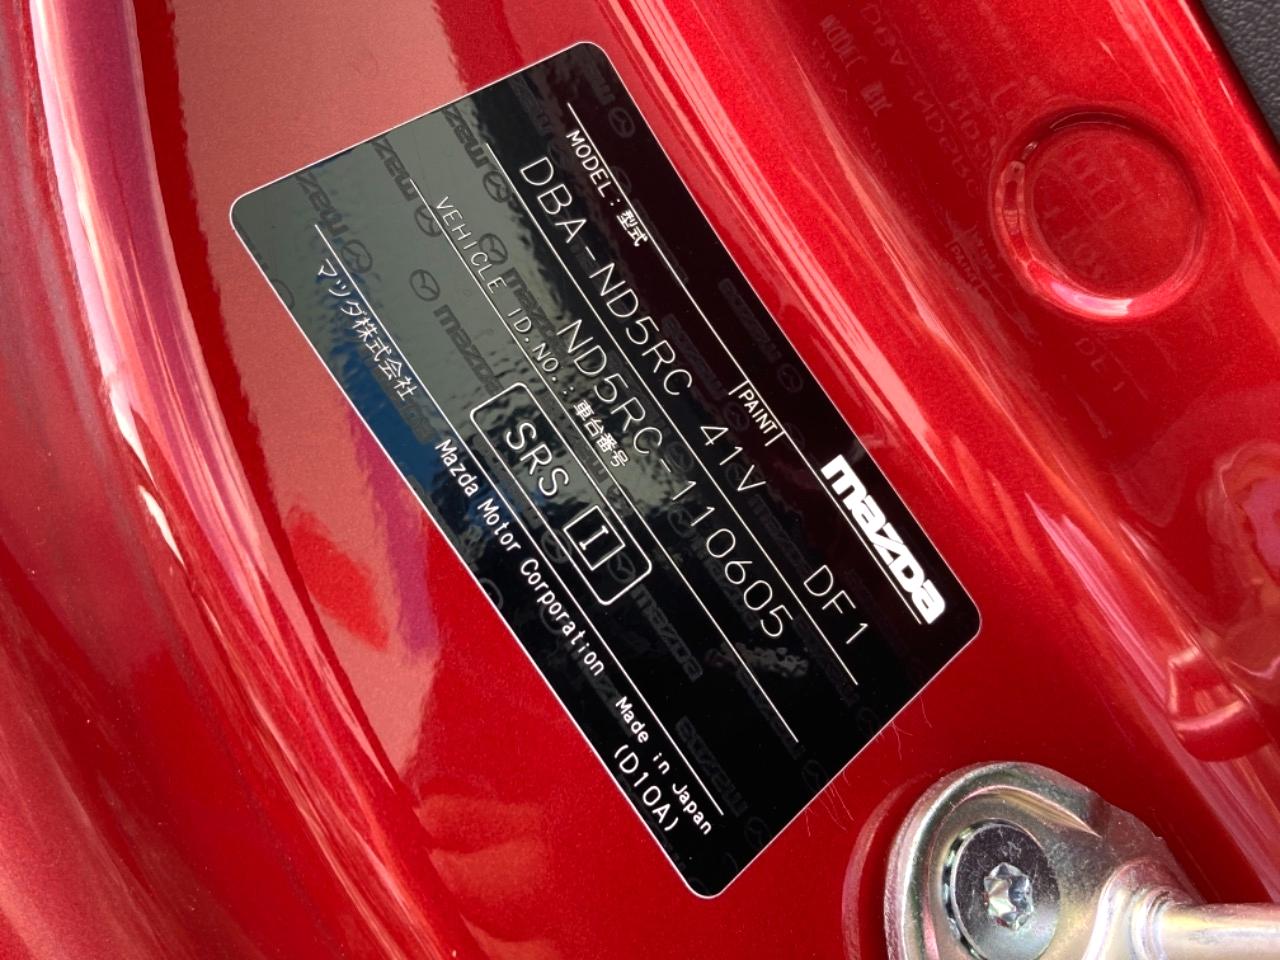 mazda
MODEL:型式
PAINT
DBA-ND5RC 41V DF1
VEHICLE ID.NO.:車台番号
ND5RC-110605
SRS II
マツダ株式会社 Mazda Motor Corporation Made in Japan
(D10A)